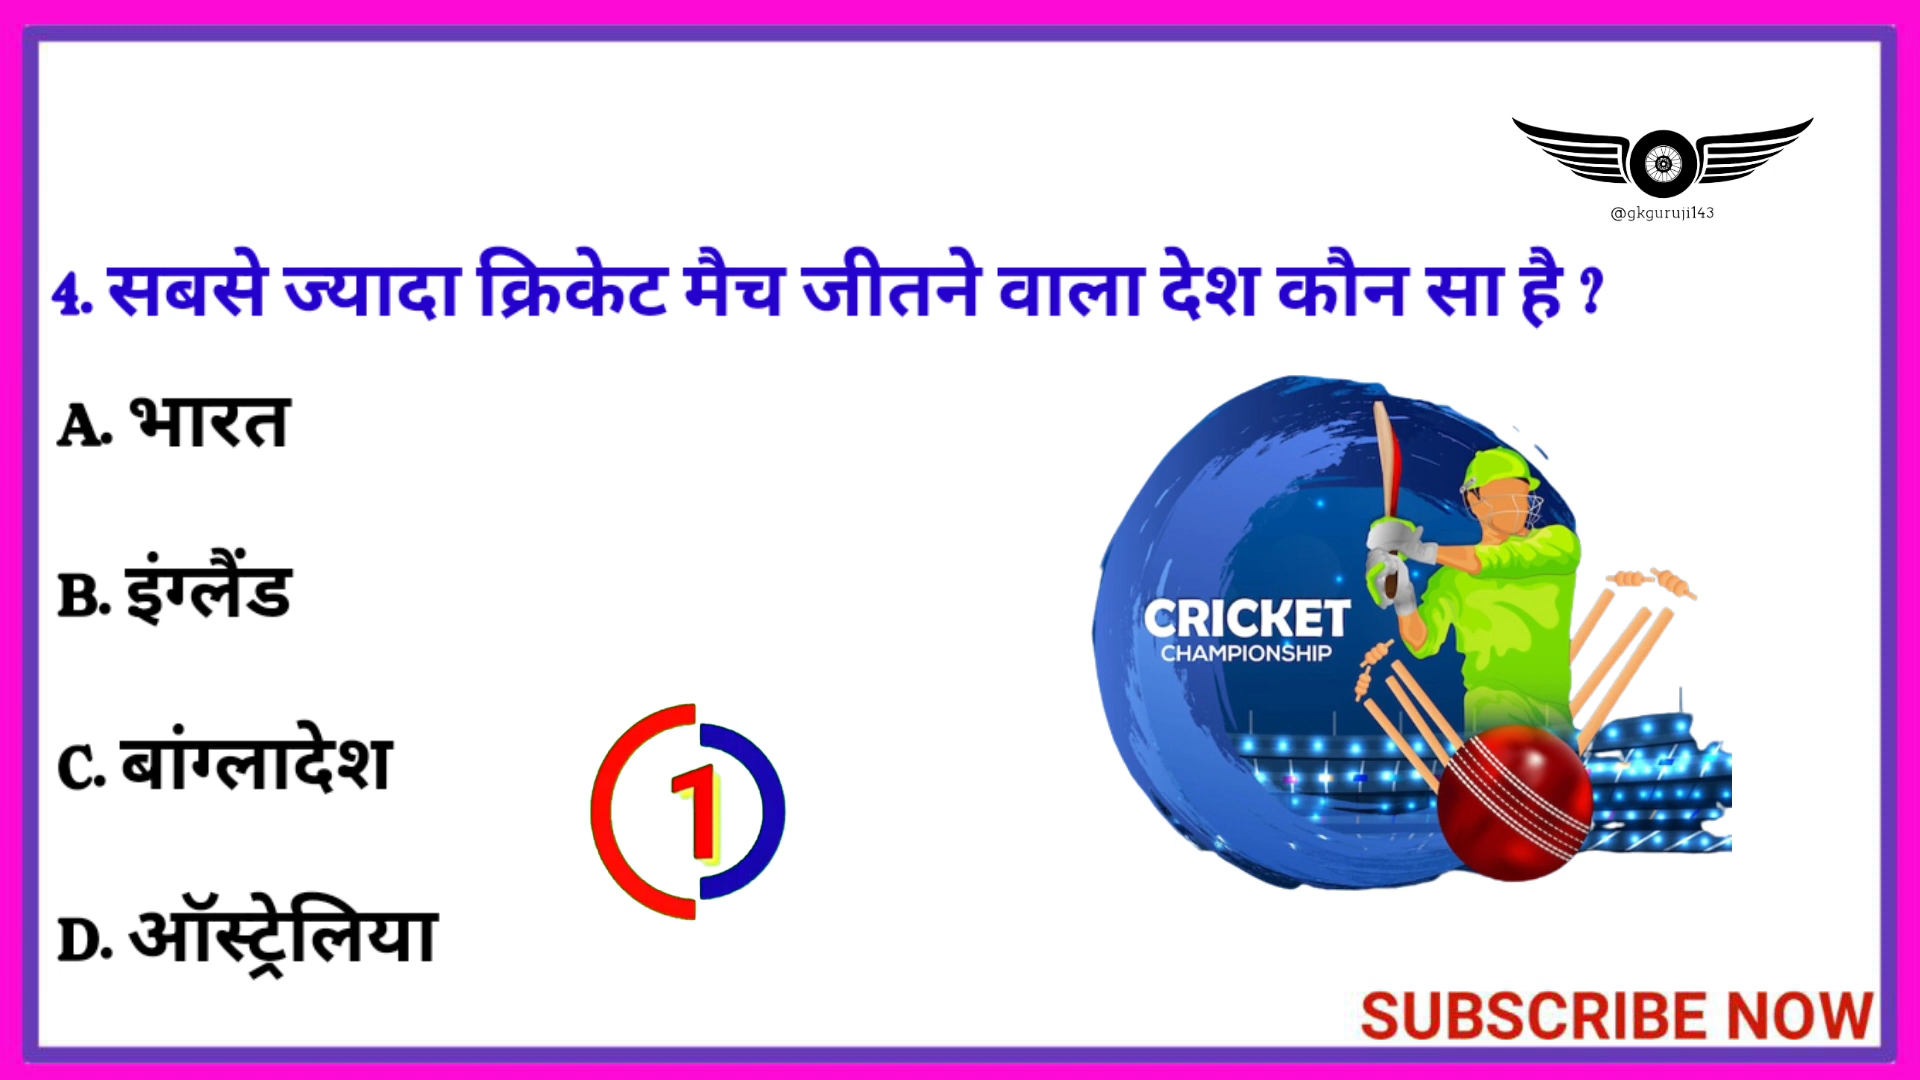 @gkguruji143
4. सबसे ज्यादा क्रिकेट मैच जीतने वाला देश कौन सा है ?
A. भारत
B. इंग्लैंड
C. बांग्लादेश
D. ऑस्ट्रेलिया
1
CRICKET
CHAMPIONSHIP
SUBSCRIBE NOW